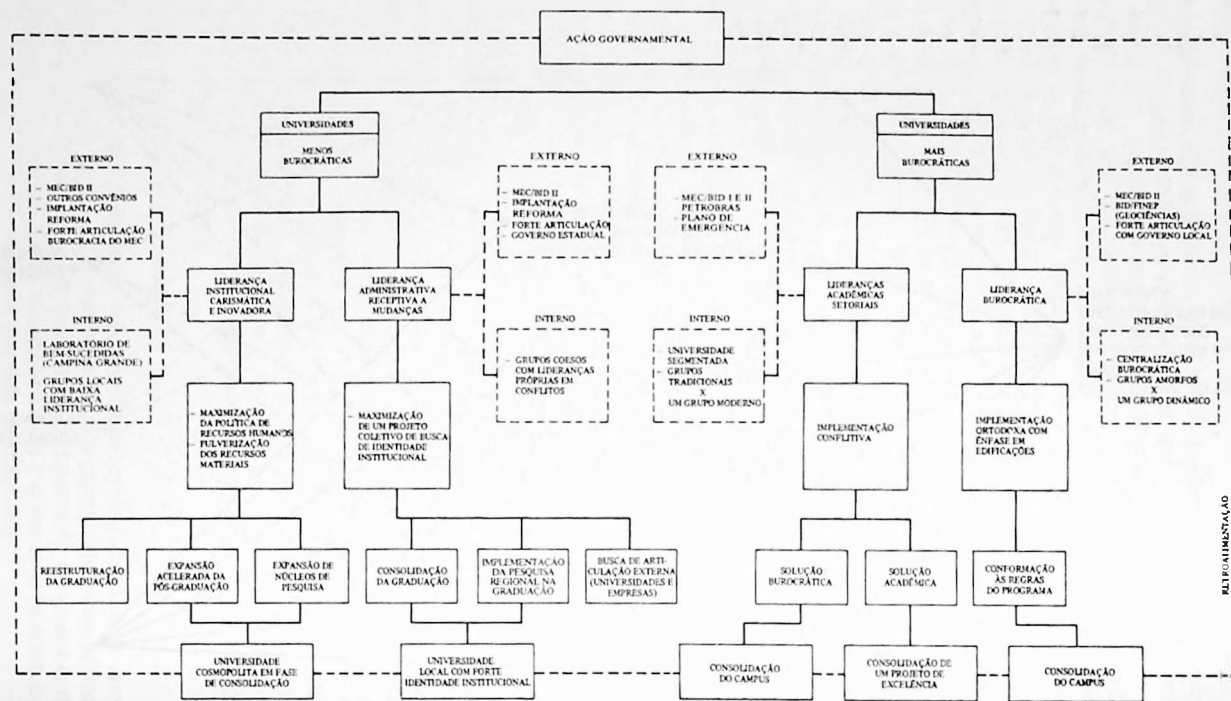 AÇÃO GOVERNAMENTAL
UNIVERSIDADES
MENOS
BUROCRÁTICAS
UNIVERSIDADES
MAIS
BUROCRÁTICAS
EXTERNO
– MEC/BID II
– OUTROS CONVÊNIOS
– IMPLANTAÇÃO
REFORMA
– FORTE ARTICULAÇÃO
BUROCRACIA DO MEC
EXTERNO
– MEC/BID II
– IMPLANTAÇÃO
REFORMA
– FORTE ARTICULAÇÃO
– GOVERNO ESTADUAL
EXTERNO
– MEC/BID I E II
PETROBRAS
– PLANO DE
EMERGENCIA
EXTERNO
– MEC/BID II
– BID/FINEP
(GEOCIÊNCIAS)
– FORTE ARTICULAÇÃO
COM GOVERNO LOCAL
LIDERANÇA
INSTITUCIONAL
CARISMÁTICA
E INOVADORA
LIDERANÇA
ADMINISTRATIVA
RECEPTIVA A
MUDANÇAS
LIDERANÇAS
ACADÊMICAS
SETORIAIS
LIDERANÇA
BUROCRÁTICA
INTERNO
LABORATÓRIO DE
BEM SUCEDIDAS
(CAMPINA GRANDE)
GRUPOS LOCAIS
COM BAIXA
LIDERANÇA
INSTITUCIONAL
INTERNO
– GRUPOS COESOS
COM LIDERANÇAS
PRÓPRIAS EM
CONFLITOS
INTERNO
– UNIVERSIDADE
SEGMENTADA
– GRUPOS
TRADICIONAIS
X
UM GRUPO MODERNO
INTERNO
– CENTRALIZAÇÃO
BUROCRÁTICA
– GRUPOS AMORFOS
X
UM GRUPO DINÂMICO
– MAXIMIZAÇÃO
DA POLÍTICA DE
RECURSOS HUMANOS
– PULVERIZAÇÃO
DOS RECURSOS
MATERIAIS
– MAXIMIZAÇÃO
DE UM PROJETO
COLETIVO DE BUSCA
DE IDENTIDADE
INSTITUCIONAL
IMPLEMENTAÇÃO
CONFLITIVA
IMPLEMENTAÇÃO
ORTODOXA COM
ÊNFASE EM
EDIFICAÇÕES
REESTRUTURAÇÃO
DA GRADUAÇÃO
EXPANSÃO
ACELERADA DA
PÓS-GRADUAÇÃO
EXPANSÃO DE
NÚCLEOS DE
PESQUISA
CONSOLIDAÇÃO
DA GRADUAÇÃO
IMPLEMENTAÇÃO
DA PESQUISA
REGIONAL NA
GRADUAÇÃO
BUSCA DE ARTI-
CULAÇÃO EXTERNA
(UNIVERSIDADES E
EMPRESAS)
SOLUÇÃO
BUROCRÁTICA
SOLUÇÃO
ACADÊMICA
CONFORMAÇÃO
ÀS REGRAS
DO PROGRAMA
UNIVERSIDADE
COSMOPOLITA EM FASE
DE CONSOLIDAÇÃO
UNIVERSIDADE
LOCAL COM FORTE
IDENTIDADE INSTITUCIONAL
CONSOLIDAÇÃO
DO CAMPUS
CONSOLIDAÇÃO DE
UM PROJETO DE
EXCELÊNCIA
CONSOLIDAÇÃO
DO CAMPUS
RETROALIMENTAÇÃO